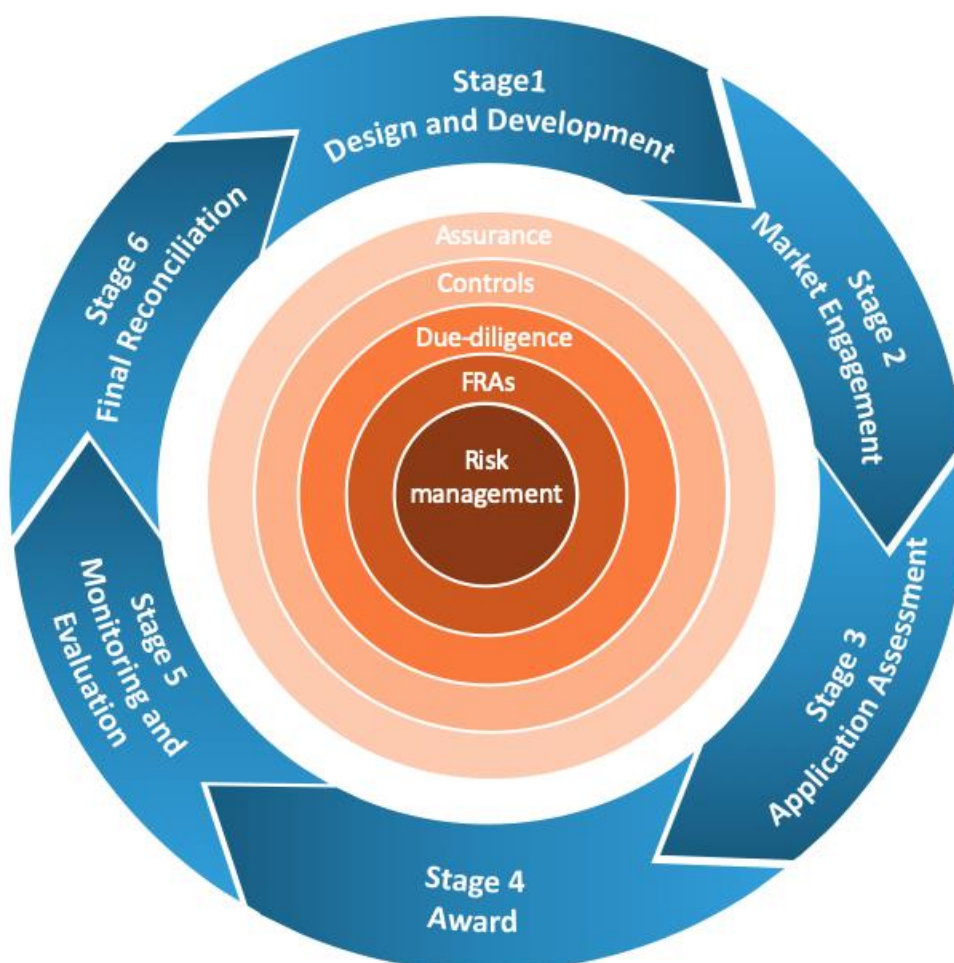 Stage1
Design and Development
Stage 2
Market Engagement
Stage 3
Application Assessment
Stage 4
Award
Stage 5
Monitoring and
Evaluation
Stage 6
Final Reconciliation
Assurance
Controls
Due-diligence
FRAs
Risk
management